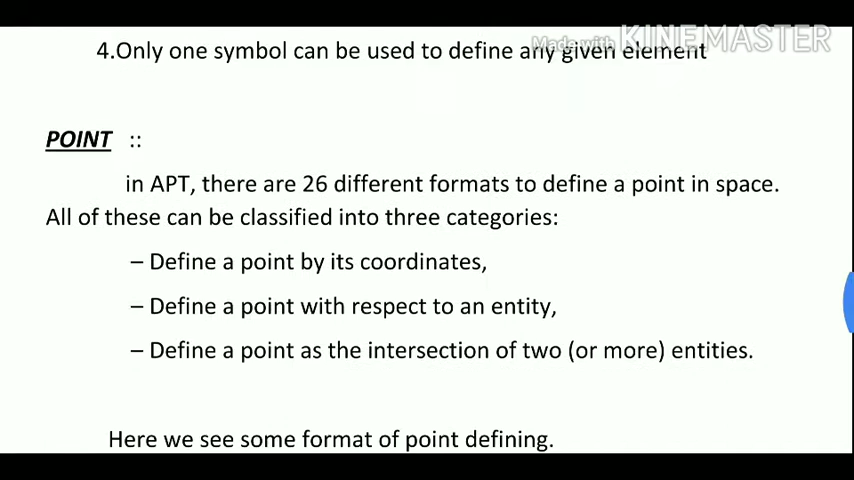 Made with KINEMASTER
4.Only one symbol can be used to define any given element
POINT ::
in APT, there are 26 different formats to define a point in space.
All of these can be classified into three categories:
– Define a point by its coordinates,
– Define a point with respect to an entity,
– Define a point as the intersection of two (or more) entities.
Here we see some format of point defining.